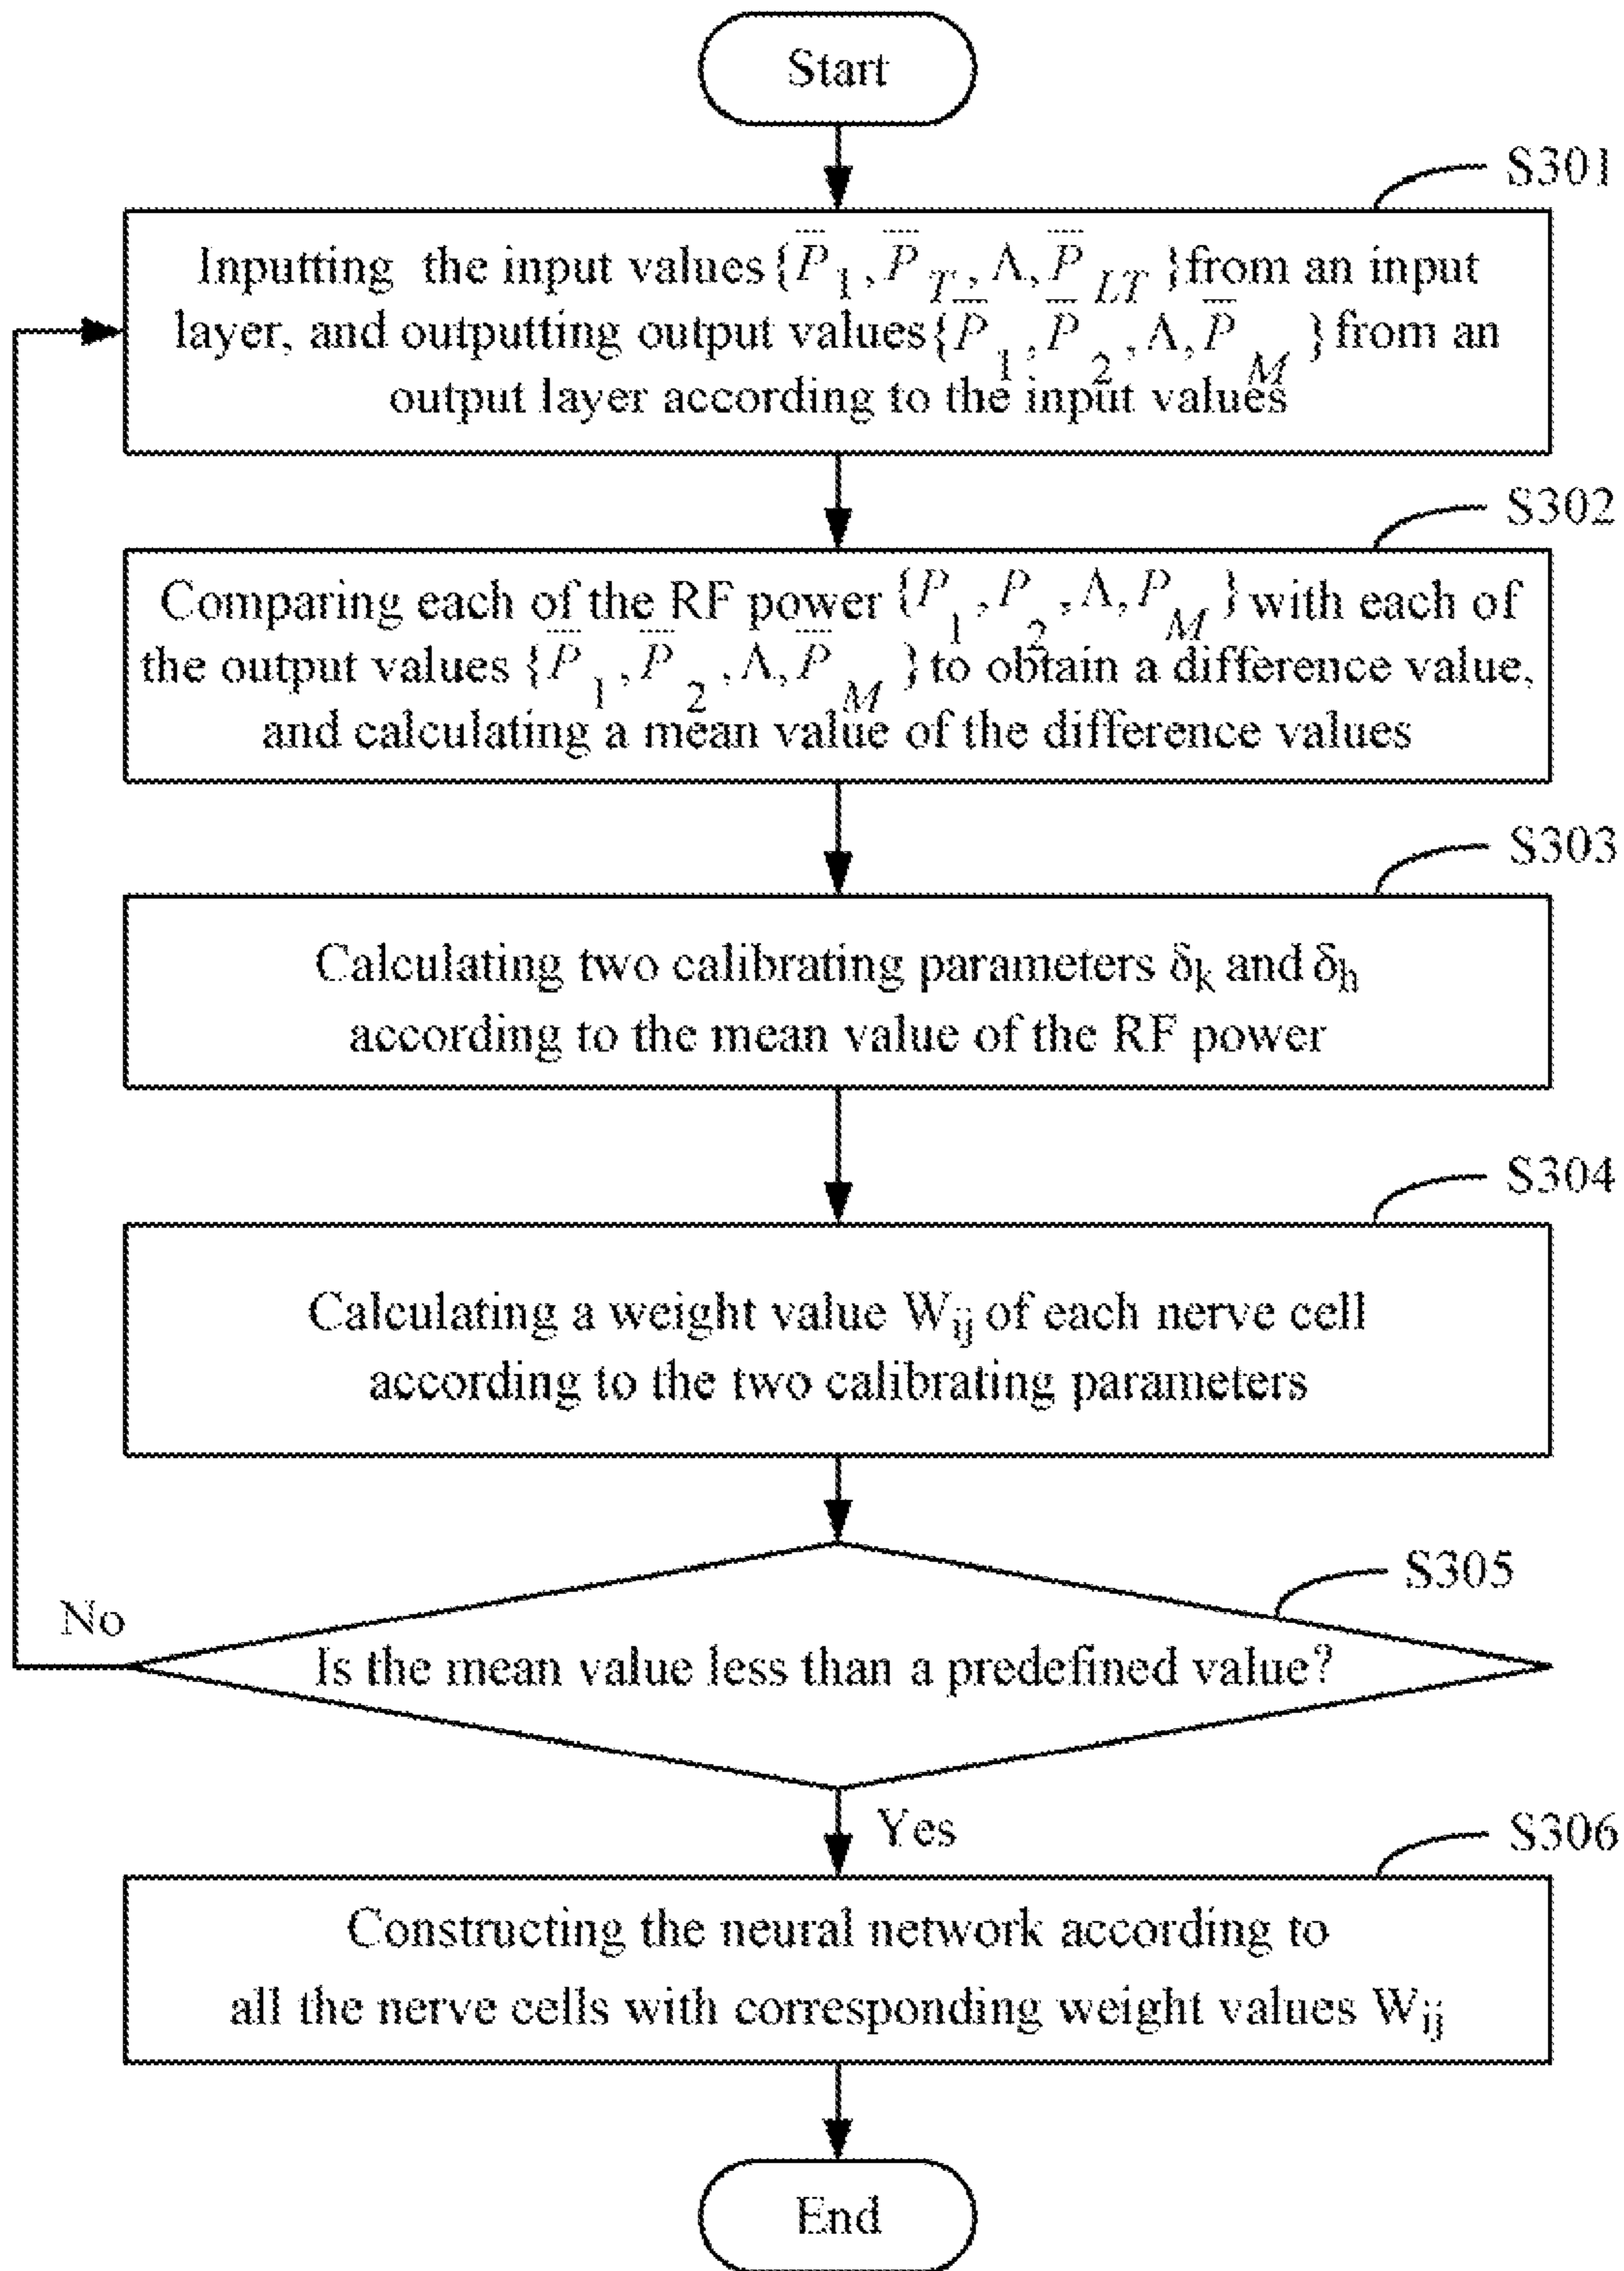 Start
S301
Inputting the input values {P̅1, P̅T, Λ, P̅LT} from an input
layer, and outputting output values {P̅1, P̅2, Λ, P̅M} from an
output layer according to the input values
S302
Comparing each of the RF power {P1, P2, Λ, PM} with each of
the output values {P̅1, P̅2, Λ, P̅M} to obtain a difference value,
and calculating a mean value of the difference values
S303
Calculating two calibrating parameters δk and δh
according to the mean value of the RF power
S304
Calculating a weight value Wij of each nerve cell
according to the two calibrating parameters
S305
No
Is the mean value less than a predefined value?
Yes
S306
Constructing the neural network according to
all the nerve cells with corresponding weight values Wij
End